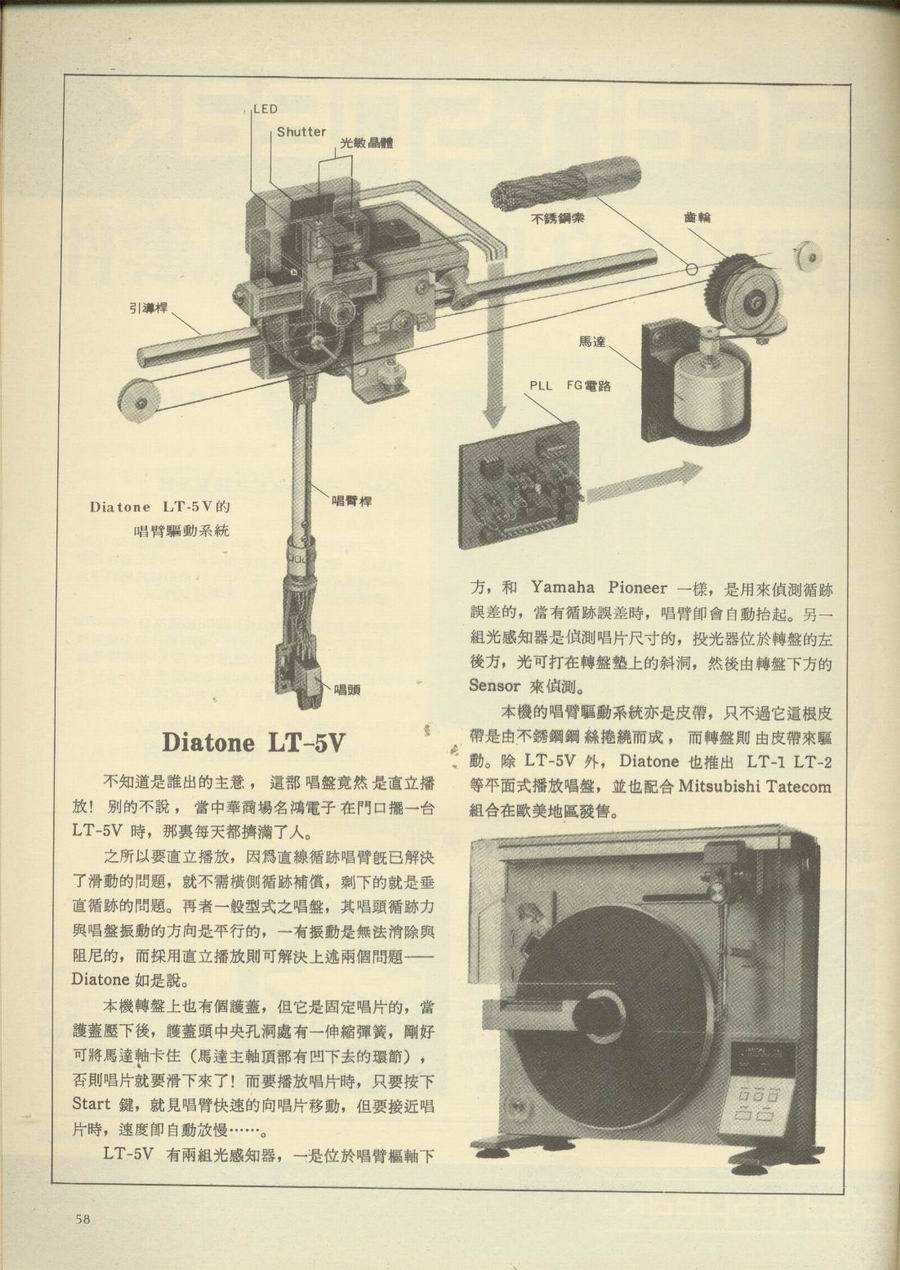 LED
Shutter
光敏晶體
不銹鋼索
齒輪
引導桿
馬達
PLL FG電路
唱臂桿
Diatone LT-5V的
唱臂驅動系統
唱頭
Diatone LT-5V
不知道是誰出的主意，這部唱盤竟然是直立播
放！別的不說，當中華商場名鴻電子在門口擺一台
LT-5V 時，那裏每天都擠滿了人。
之所以要直立播放，因爲直線循跡唱臂旣已解決
了滑動的問題，就不需橫側循跡補償，剩下的就是垂
直循跡的問題。再者一般型式之唱盤，其唱頭循跡力
與唱盤振動的方向是平行的，一有振動是無法消除與
阻尼的，而採用直立播放則可解決上述兩個問題——
Diatone 如是說。
本機轉盤上也有個護蓋，但它是固定唱片的，當
護蓋壓下後，護蓋頭中央孔洞處有一伸縮彈簧，剛好
可將馬達軸卡住（馬達主軸頂部有凹下去的環節），
否則唱片就要滑下來了！而要播放唱片時，只要按下
Start 鍵，就見唱臂快速的向唱片移動，但要接近唱
片時，速度卽自動放慢……。
LT-5V 有兩組光感知器，一是位於唱臂樞軸下
方，和 Yamaha Pioneer 一樣，是用來偵測循跡
誤差的，當有循跡誤差時，唱臂卽會自動抬起。另一
組光感知器是偵測唱片尺寸的，投光器位於轉盤的左
後方，光可打在轉盤墊上的斜洞，然後由轉盤下方的
Sensor 來偵測。
本機的唱臂驅動系統亦是皮帶，只不過它這根皮
帶是由不銹鋼鋼絲捲繞而成，而轉盤則由皮帶來驅
動。除 LT-5V 外，Diatone 也推出 LT-1 LT-2
等平面式播放唱盤，並也配合 Mitsubishi Tatecom
組合在歐美地區發售。
58